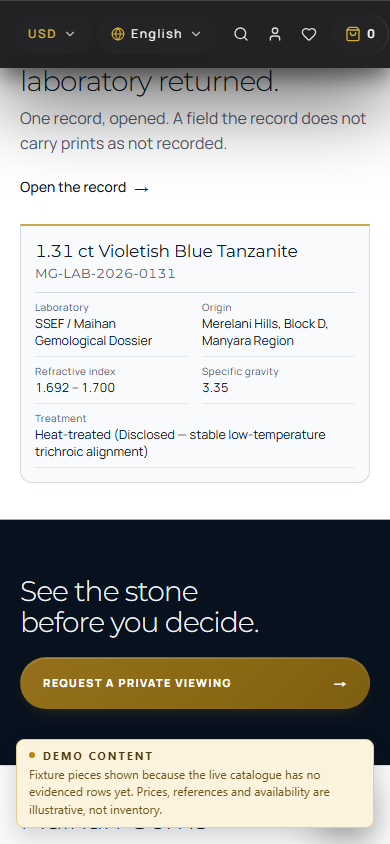 USD English 0
laboratory returned.
One record, opened. A field the record does not
carry prints as not recorded.
Open the record →
1.31 ct Violetish Blue Tanzanite
MG-LAB-2026-0131
Laboratory
SSEF / Maihan
Gemological Dossier
Origin
Merelani Hills, Block D,
Manyara Region
Refractive index
1.692 – 1.700
Specific gravity
3.35
Treatment
Heat-treated (Disclosed — stable low-temperature
trichroic alignment)
See the stone
before you decide.
REQUEST A PRIVATE VIEWING →
DEMO CONTENT
Fixture pieces shown because the live catalogue has no
evidenced rows yet. Prices, references and availability are
illustrative, not inventory.